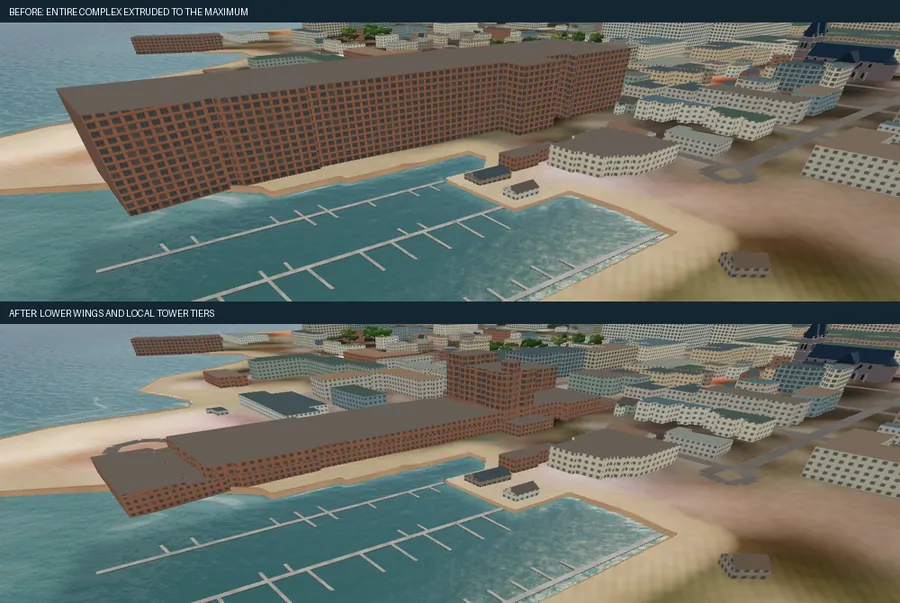 BEFORE: ENTIRE COMPLEX EXTRUDED TO THE MAXIMUM
AFTER: LOWER WINGS AND LOCAL TOWER TIERS